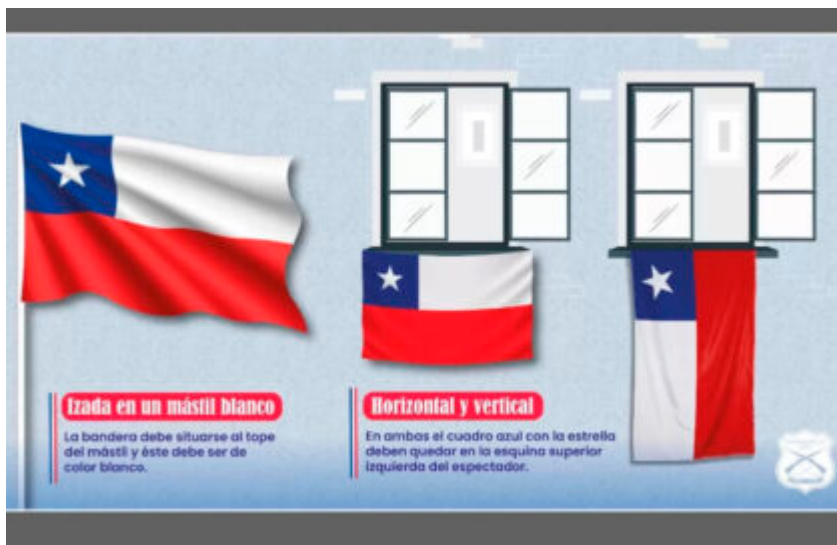 Izada en un mástil blanco
La bandera debe situarse al tope
del mástil y éste debe ser de
color blanco.
Horizontal y vertical
En ambas el cuadro azul con la estrella
deben quedar en la esquina superior
izquierda del espectador.